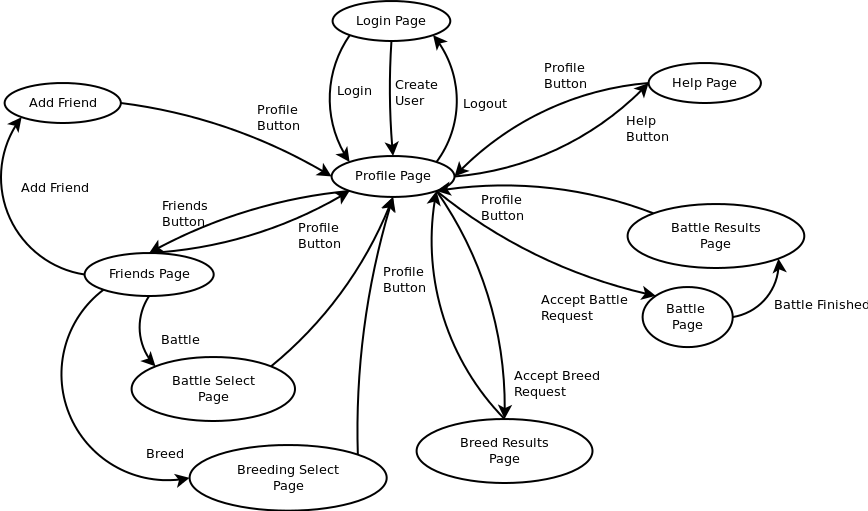 Login Page
Login
Create
User
Logout
Profile
Button
Help Page
Help
Button
Add Friend
Profile
Button
Profile Page
Add Friend
Friends
Button
Profile
Button
Profile
Button
Battle Results
Page
Friends Page
Profile
Button
Accept Battle
Request
Battle
Page
Battle Finished
Battle
Battle Select
Page
Accept Breed
Request
Breed
Breeding Select
Page
Breed Results
Page